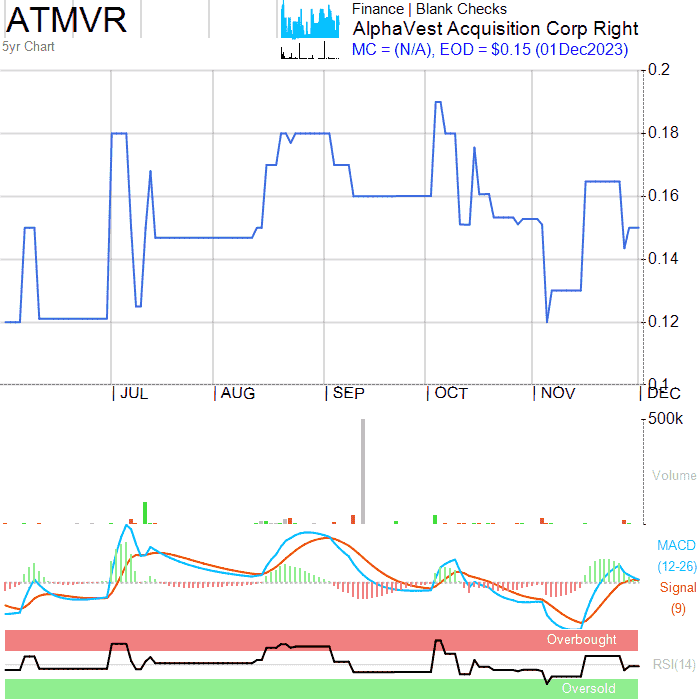 ATMVR
5yr Chart
Finance | Blank Checks
AlphaVest Acquisition Corp Right
MC = (N/A), EOD = $0.15 (01Dec2023)
0.2
0.18
0.16
0.14
0.12
0.1
JUL AUG SEP OCT NOV DEC
500k
Volume
MACD
(12-26)
Signal
(9)
Overbought
RSI(14)
Oversold